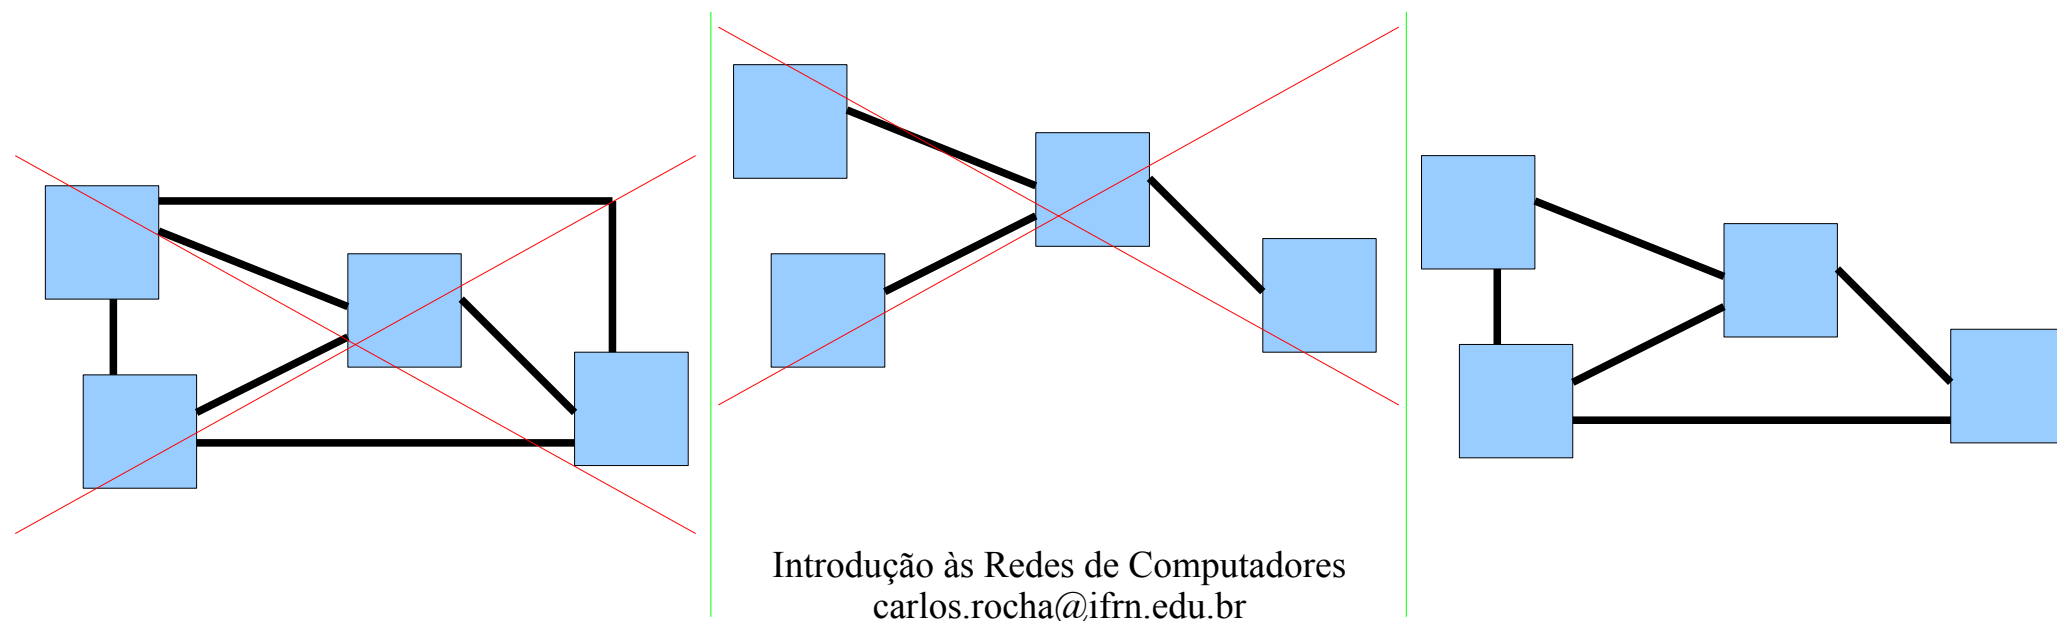 Introdução às Redes de Computadores
carlos.rocha@ifrn.edu.br